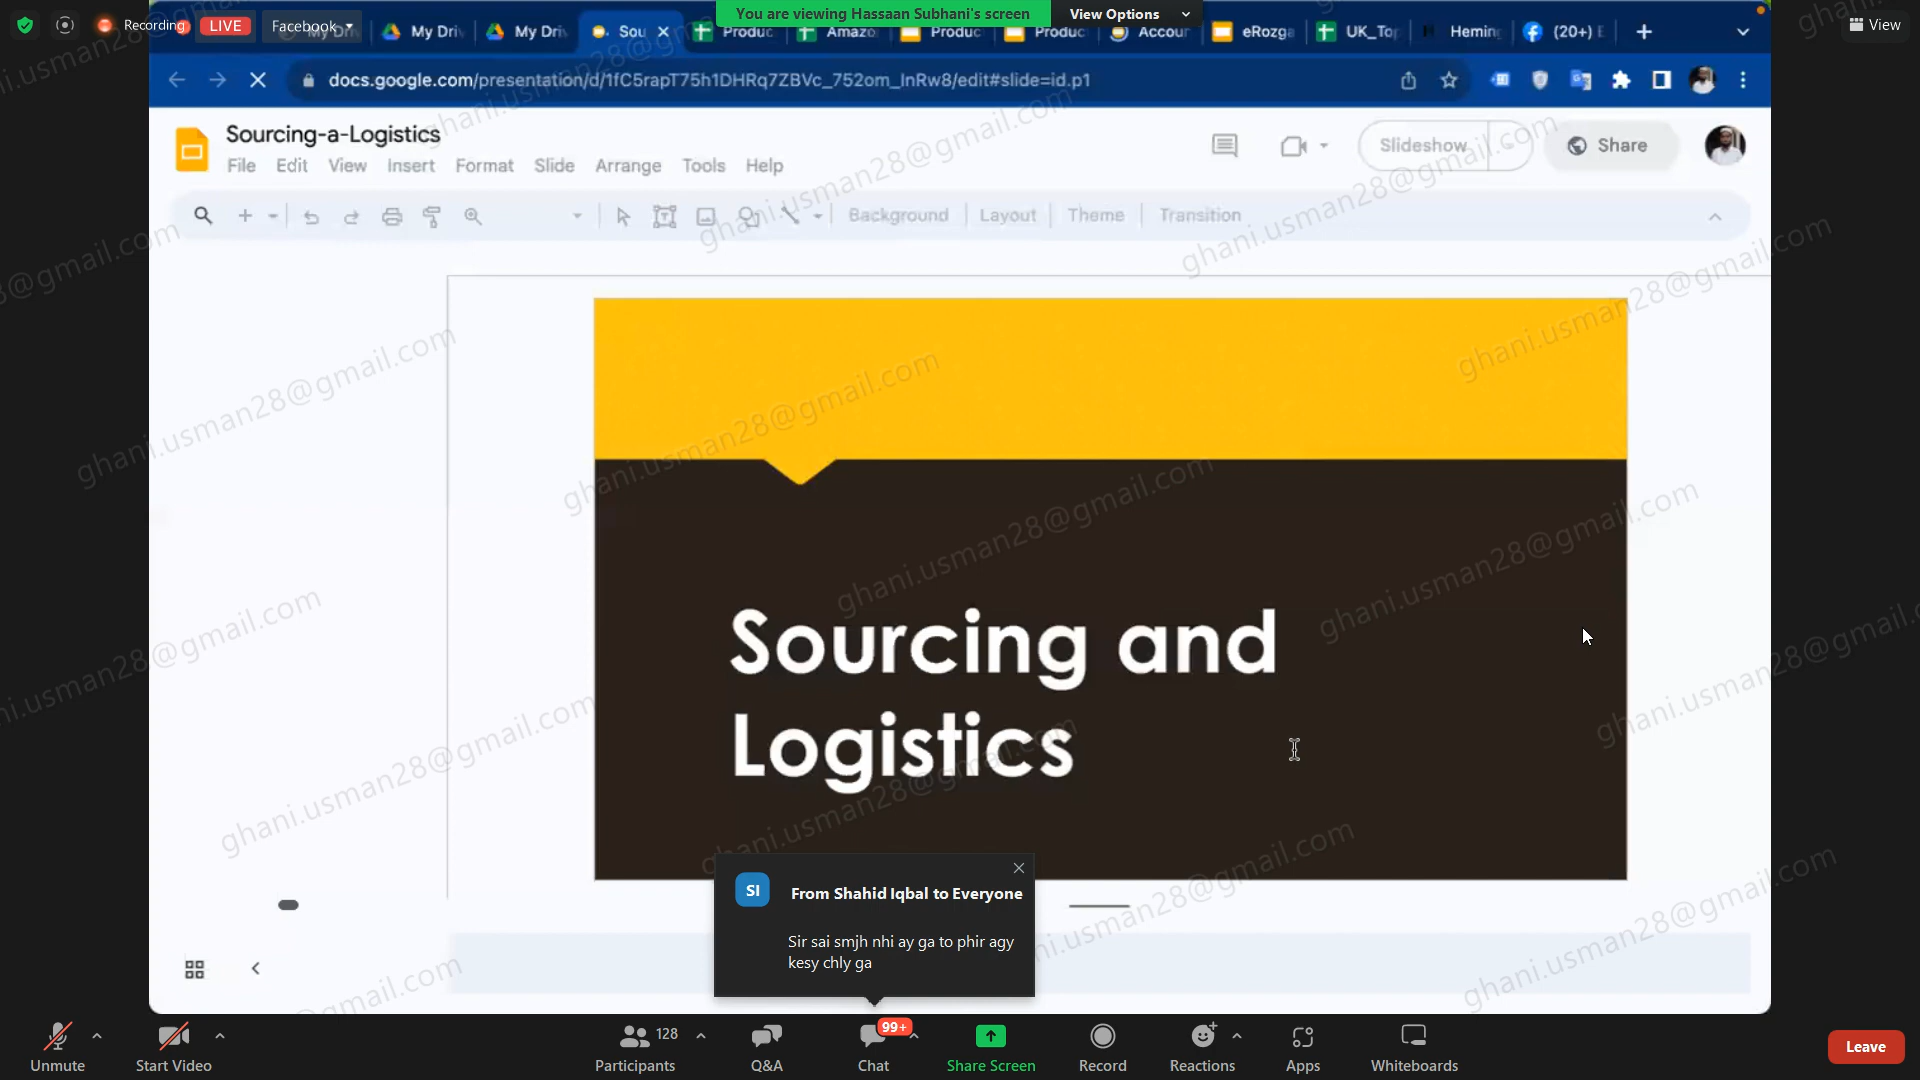 Recording
LIVE
Facebook
You are viewing Hassaan Subhani's screen
View Options
View
My Driv
My Driv
Sou
Produc
Amazo
Produc
Produc
Accour
eRozga
UK_Top
Heming
(20+)
docs.google.com/presentation/d/1fC5rapT75h1DHRq7ZBVc_752om_lnRw8/edit#slide=id.p1
Sourcing-a-Logistics
File Edit View Insert Format Slide Arrange Tools Help
Slideshow
Share
Background Layout Theme Transition
Sourcing and
Logistics
SI
From Shahid Iqbal to Everyone
Sir sai smjh nhi ay ga to phir agy
kesy chly ga
ghani.usman28@gmail.com
Unmute
Start Video
128
Participants
Q&A
99+
Chat
Share Screen
Record
Reactions
Apps
Whiteboards
Leave